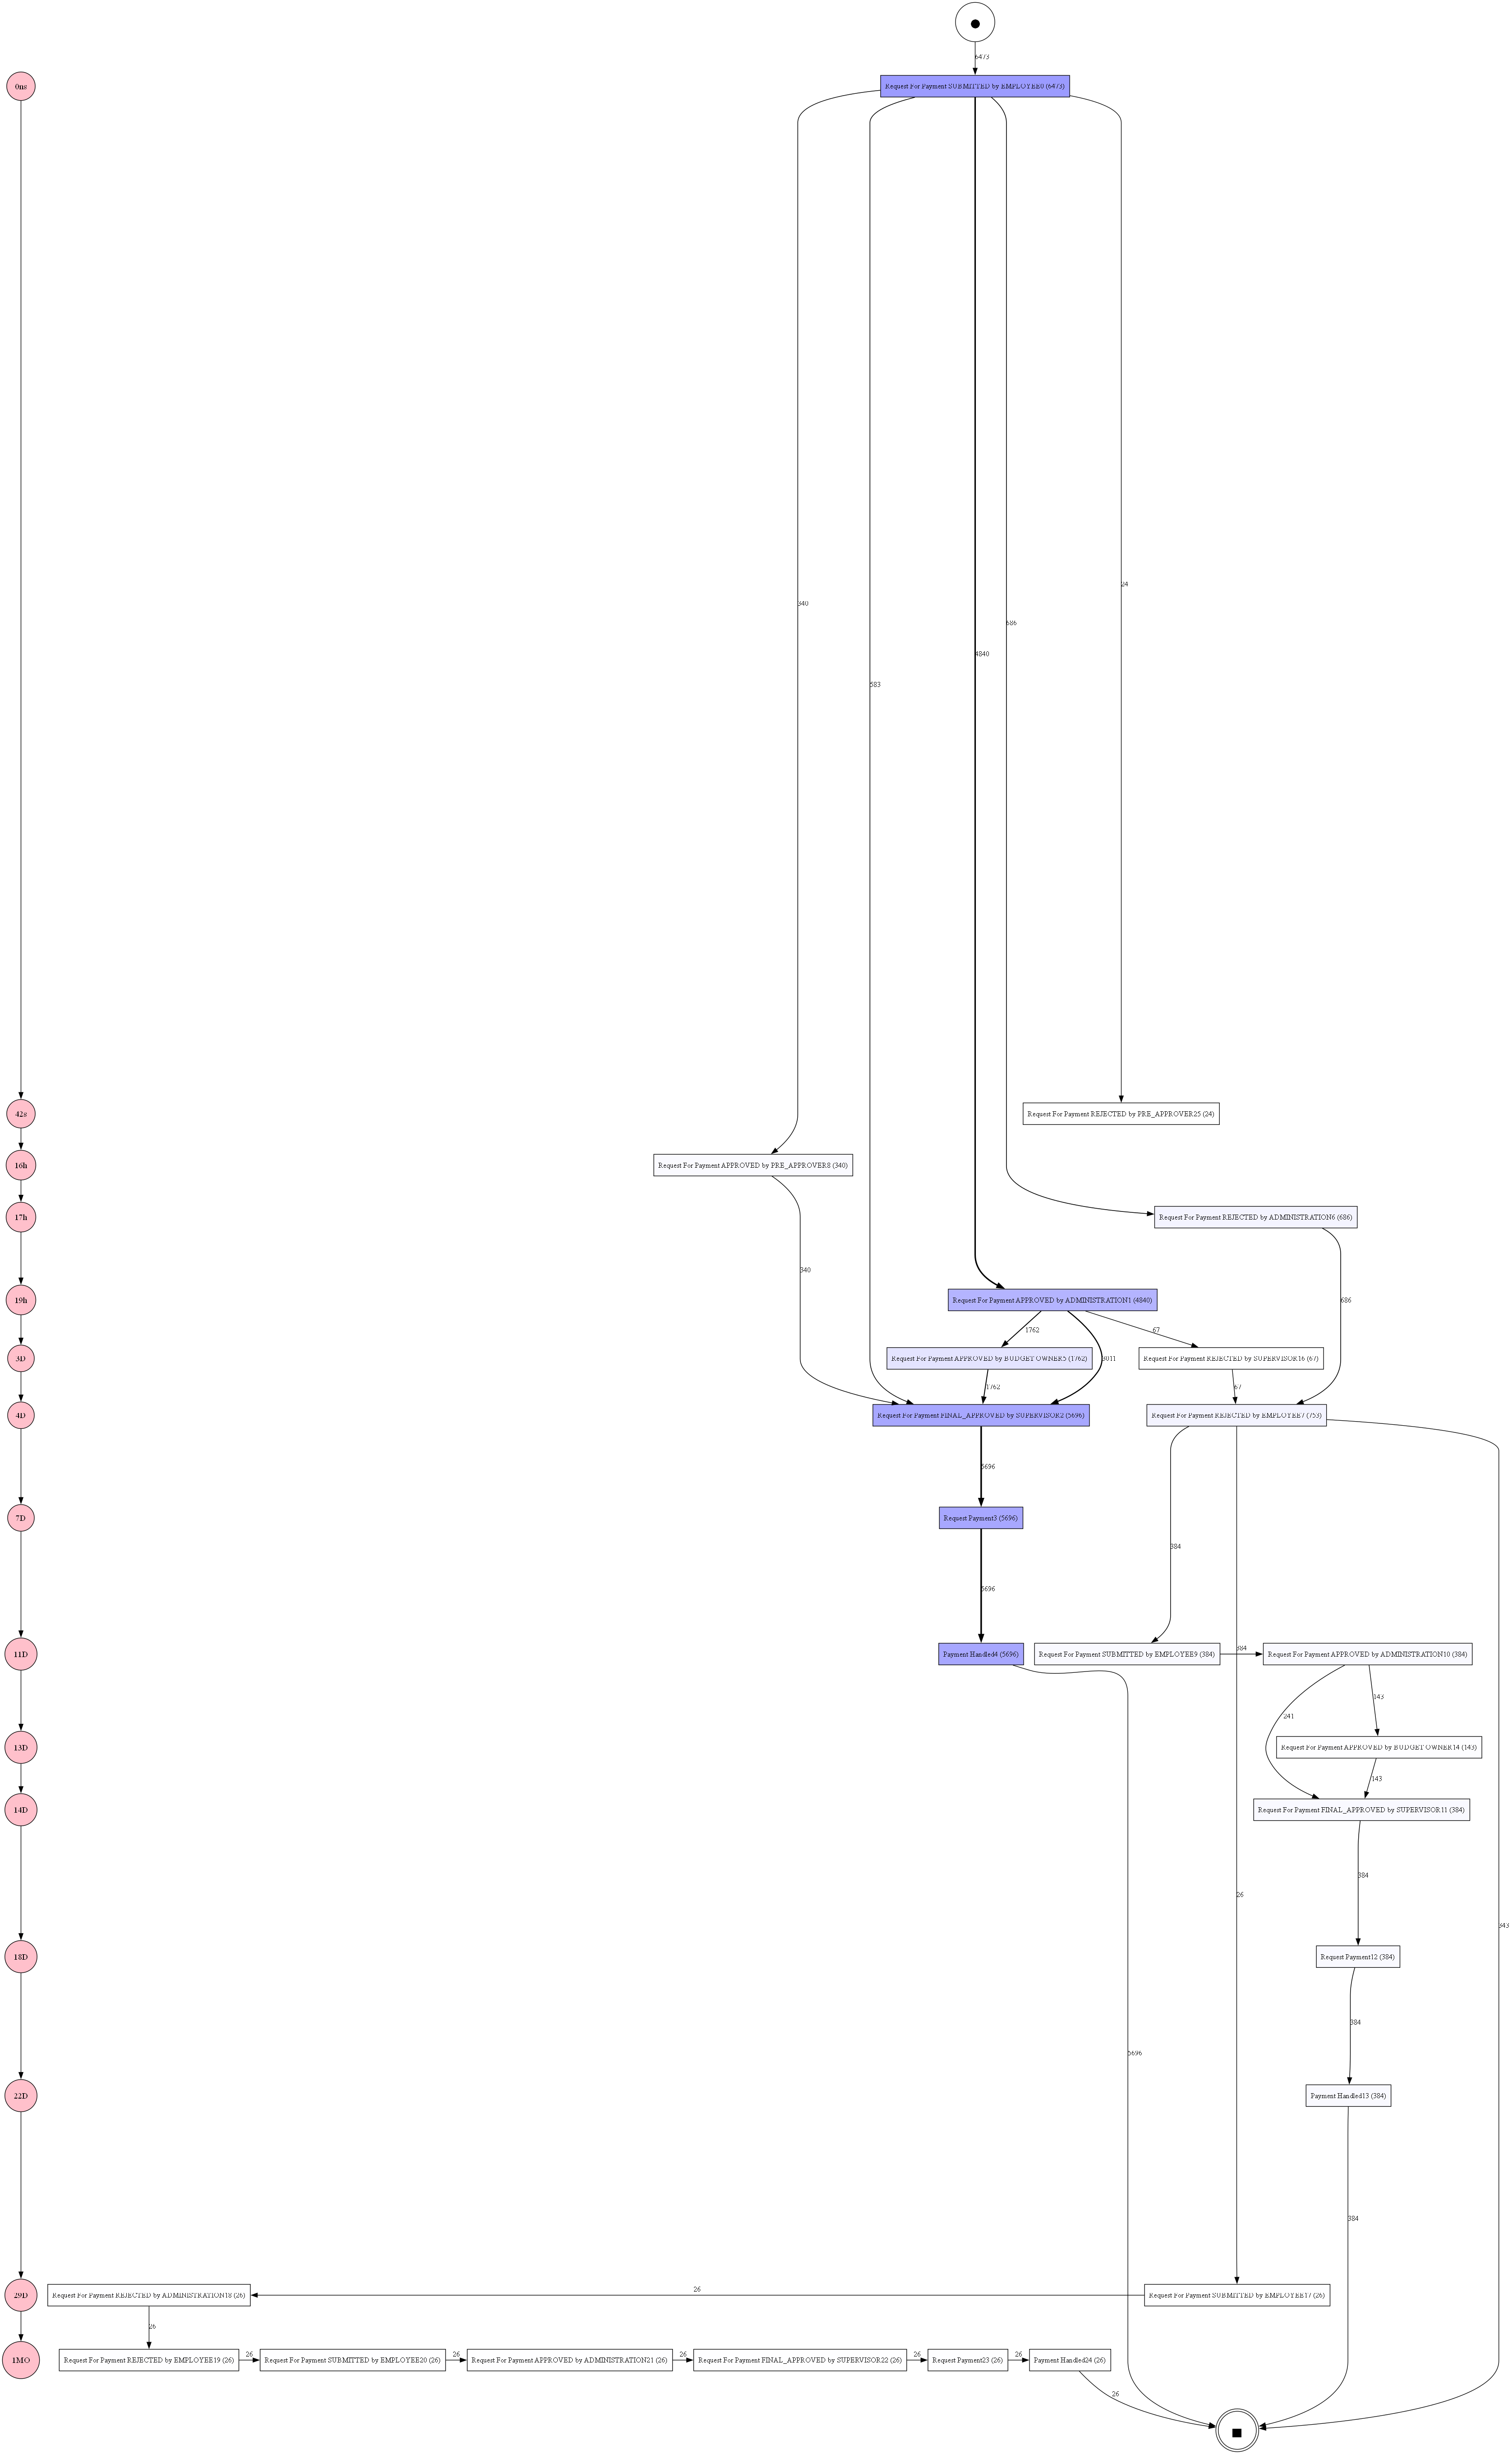 6473
0ns
Request For Payment SUBMITTED by EMPLOYEE0 (6473)
24
340
686
4840
583
42s
Request For Payment REJECTED by PRE_APPROVER25 (24)
16h
Request For Payment APPROVED by PRE_APPROVER8 (340)
17h
Request For Payment REJECTED by ADMINISTRATION6 (686)
340
19h
Request For Payment APPROVED by ADMINISTRATION1 (4840)
686
1762
67
3D
Request For Payment APPROVED by BUDGET OWNER5 (1762)
3011
Request For Payment REJECTED by SUPERVISOR16 (67)
1762
67
4D
Request For Payment FINAL_APPROVED by SUPERVISOR2 (5696)
Request For Payment REJECTED by EMPLOYEE7 (753)
5696
7D
Request Payment3 (5696)
384
5696
11D
Payment Handled4 (5696)
Request For Payment SUBMITTED by EMPLOYEE9 (384)
384
Request For Payment APPROVED by ADMINISTRATION10 (384)
143
241
13D
Request For Payment APPROVED by BUDGET OWNER14 (143)
143
14D
Request For Payment FINAL_APPROVED by SUPERVISOR11 (384)
384
26
343
18D
Request Payment12 (384)
384
5696
22D
Payment Handled13 (384)
384
29D
Request For Payment REJECTED by ADMINISTRATION18 (26)
26
Request For Payment SUBMITTED by EMPLOYEE17 (26)
26
1MO
Request For Payment REJECTED by EMPLOYEE19 (26)
26
Request For Payment SUBMITTED by EMPLOYEE20 (26)
26
Request For Payment APPROVED by ADMINISTRATION21 (26)
26
Request For Payment FINAL_APPROVED by SUPERVISOR22 (26)
26
Request Payment23 (26)
26
Payment Handled24 (26)
26